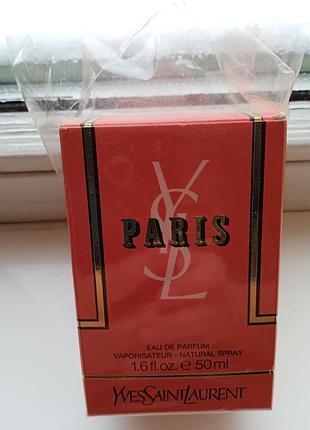 YSL
PARIS
EAU DE PARFUM
VAPORISATEUR - NATURAL SPRAY
1.6 fl.oz. e 50ml
YVESSAINTLAURENT